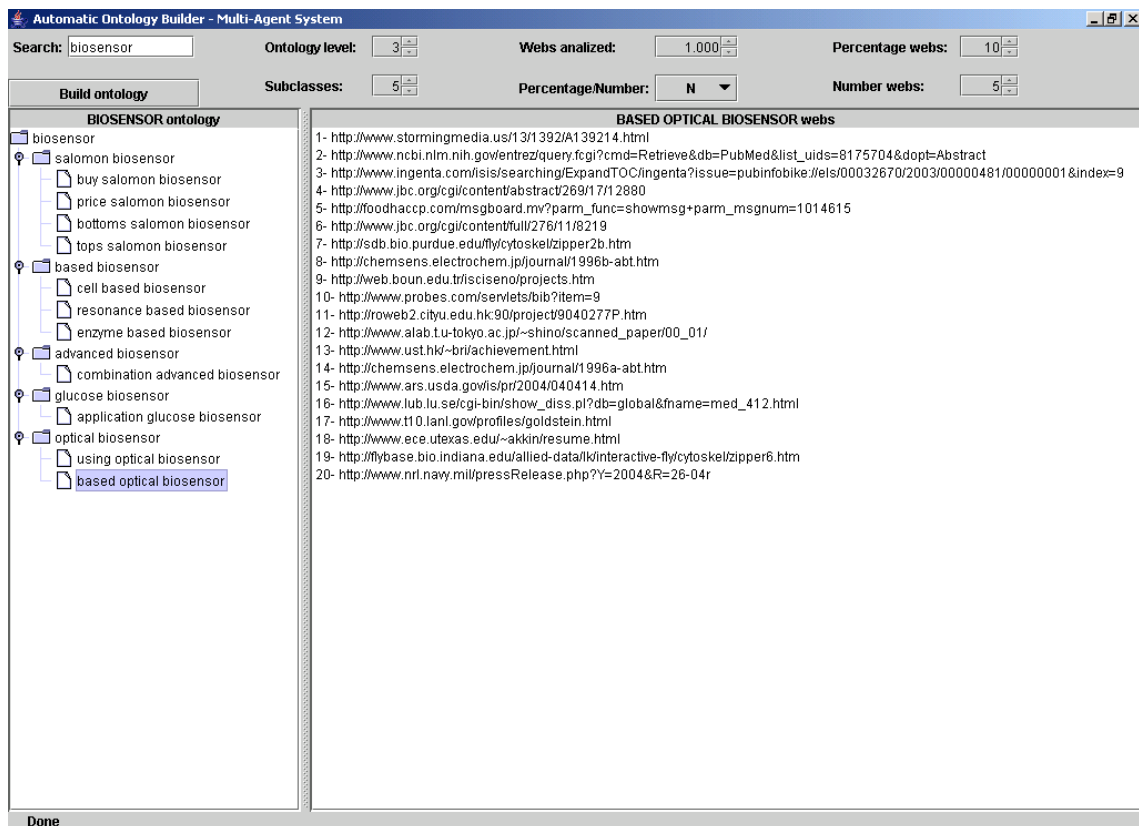 Automatic Ontology Builder - Multi-Agent System
Search: biosensor Ontology level: 3 Webs analized: 1.000 Percentage webs: 10
Build ontology Subclasses: 5 Percentage/Number: N Number webs: 5
BIOSENSOR ontology
biosensor
salomon biosensor
buy salomon biosensor
price salomon biosensor
bottoms salomon biosensor
tops salomon biosensor
based biosensor
cell based biosensor
resonance based biosensor
enzyme based biosensor
advanced biosensor
combination advanced biosensor
glucose biosensor
application glucose biosensor
optical biosensor
using optical biosensor
based optical biosensor
BASED OPTICAL BIOSENSOR webs
1- http://www.stormingmedia.us/13/1392/A139214.html
2- http://www.ncbi.nlm.nih.gov/entrez/query.fcgi?cmd=Retrieve&db=PubMed&list_uids=8175704&dopt=Abstract
3- http://www.ingenta.com/isis/searching/ExpandTOC/ingenta?issue=pubinfobike://els/00032670/2003/00000481/00000001&index=9
4- http://www.jbc.org/cgi/content/abstract/269/17/12880
5- http://foodhaccp.com/msgboard.mv?parm_func=showmsg+parm_msgnum=1014615
6- http://www.jbc.org/cgi/content/full/276/11/8219
7- http://sdb.bio.purdue.edu/fly/cytoskel/zipper2b.htm
8- http://chemsens.electrochem.jp/journal/1996b-abt.htm
9- http://web.boun.edu.tr/isciseno/projects.htm
10- http://www.probes.com/servlets/bib?item=9
11- http://roweb2.cityu.edu.hk:90/project/9040277P.htm
12- http://www.alab.t.u-tokyo.ac.jp/~shino/scanned_paper/00_01/
13- http://www.ust.hk/~bri/achievement.html
14- http://chemsens.electrochem.jp/journal/1996a-abt.htm
15- http://www.ars.usda.gov/is/pr/2004/040414.htm
16- http://www.lub.lu.se/cgi-bin/show_diss.pl?db=global&fname=med_412.html
17- http://www.t10.lanl.gov/profiles/goldstein.html
18- http://www.ece.utexas.edu/~akkin/resume.html
19- http://flybase.bio.indiana.edu/allied-data/lk/interactive-fly/cytoskel/zipper6.htm
20- http://www.nrl.navy.mil/pressRelease.php?Y=2004&R=26-04r
Done